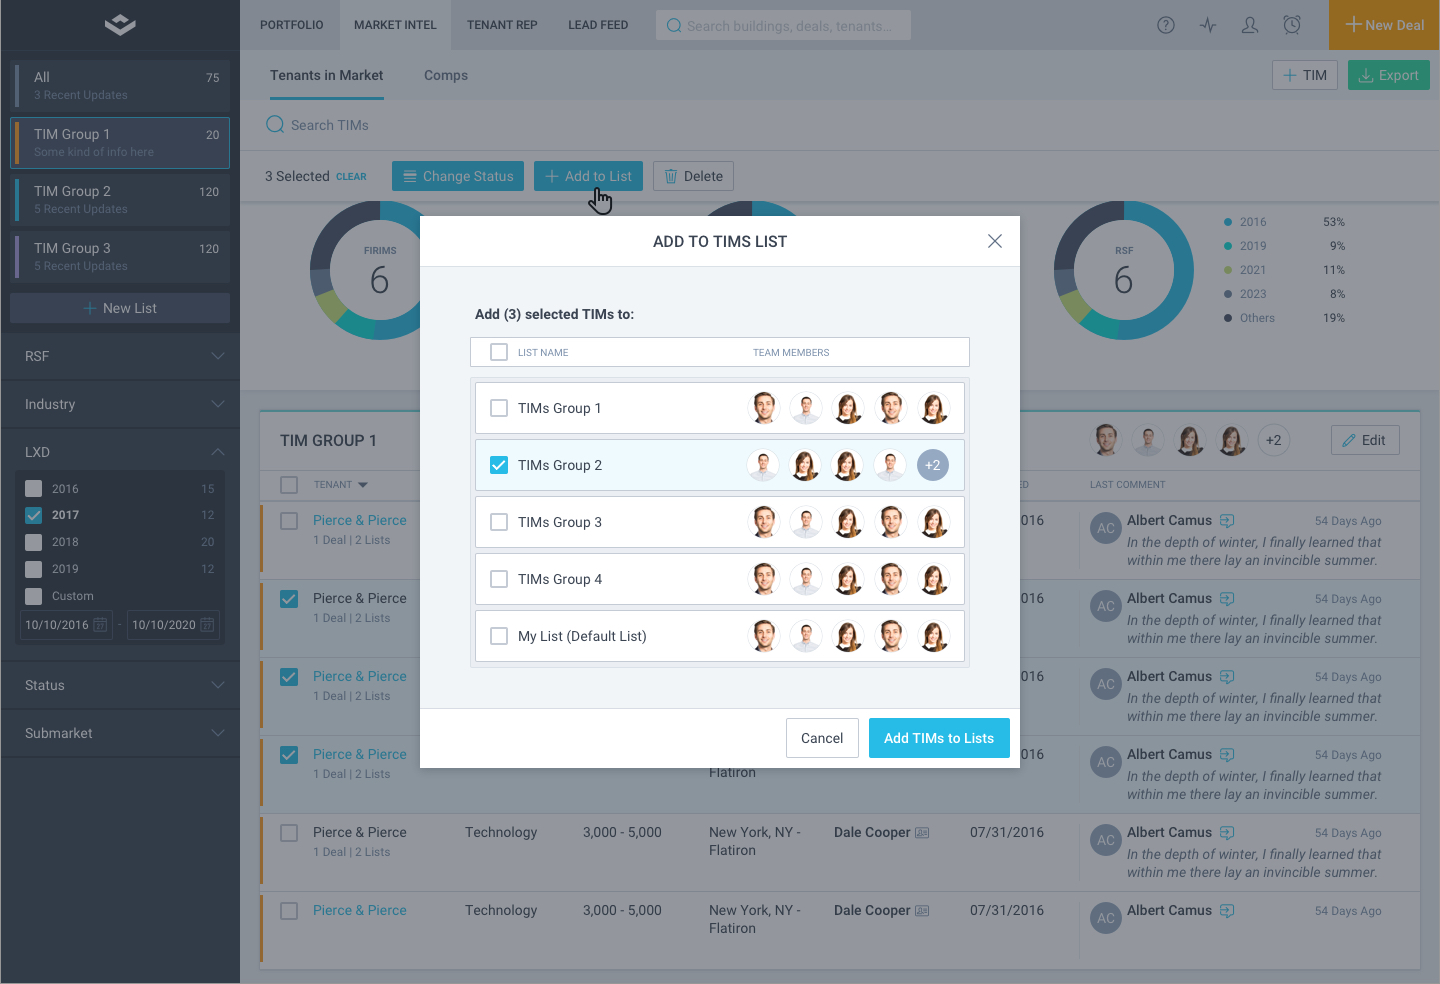 PORTFOLIO
MARKET INTEL
TENANT REP
LEAD FEED
Search buildings, deals, tenants...
New Deal
All
75
3 Recent Updates
TIM Group 1
20
Some kind of info here
TIM Group 2
120
5 Recent Updates
TIM Group 3
120
5 Recent Updates
New List
RSF
Industry
LXD
2016
15
2017
12
2018
20
2019
12
Custom
10/10/2016
-
10/10/2020
Status
Submarket
Tenants in Market
Comps
TIM
Export
Search TIMs
3 Selected
CLEAR
Change Status
Add to List
Delete
FIRIMS
6
RSF
6
2016
53%
2019
9%
2021
11%
2023
8%
Others
19%
ADD TO TIMS LIST
Add (3) selected TIMs to:
LIST NAME
TEAM MEMBERS
TIMs Group 1
TIMs Group 2
+2
TIMs Group 3
TIMs Group 4
My List (Default List)
Cancel
Add TIMs to Lists
TIM GROUP 1
+2
Edit
TENANT
ED
LAST COMMENT
Pierce & Pierce
1 Deal | 2 Lists
016
AC
Albert Camus
54 Days Ago
In the depth of winter, I finally learned that
within me there lay an invincible summer.
Pierce & Pierce
1 Deal | 2 Lists
016
AC
Albert Camus
54 Days Ago
In the depth of winter, I finally learned that
within me there lay an invincible summer.
Pierce & Pierce
1 Deal | 2 Lists
016
AC
Albert Camus
54 Days Ago
In the depth of winter, I finally learned that
within me there lay an invincible summer.
Pierce & Pierce
1 Deal | 2 Lists
Flatiron
016
AC
Albert Camus
54 Days Ago
In the depth of winter, I finally learned that
within me there lay an invincible summer.
Pierce & Pierce
1 Deal | 2 Lists
Technology
3,000 - 5,000
New York, NY -
Flatiron
Dale Cooper
07/31/2016
AC
Albert Camus
54 Days Ago
In the depth of winter, I finally learned that
within me there lay an invincible summer.
Pierce & Pierce
Technology
3,000 - 5,000
New York, NY -
Flatiron
Dale Cooper
07/31/2016
AC
Albert Camus
54 Days Ago